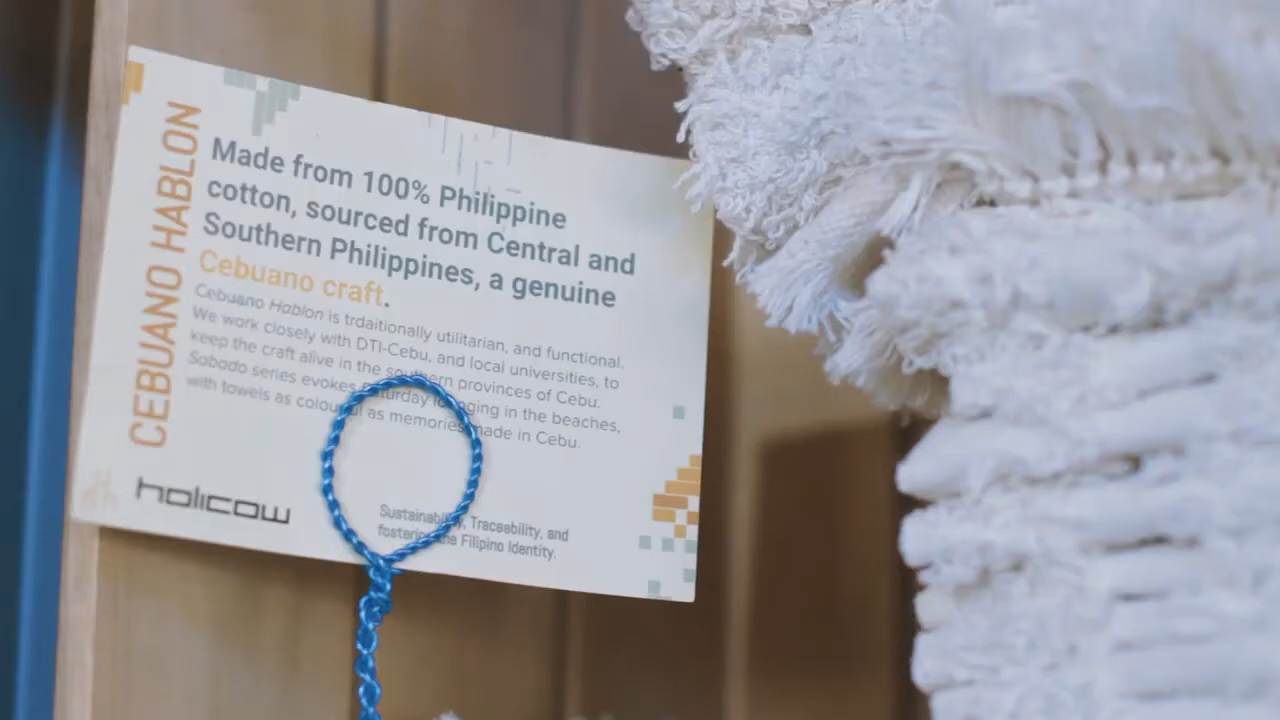 CEBUANO HABLON
Made from 100% Philippine
cotton, sourced from Central and
Southern Philippines, a genuine
Cebuano craft.
Cebuano Hablon is trdaitionally utilitarian, and functional.
We work closely with DTI-Cebu, and local universities, to
keep the craft alive in the southern provinces of Cebu.
Sabado series evokes Saturday lounging in the beaches,
with towels as colourful as memories made in Cebu.
holicow
Sustainability, Traceability, and
fostering the Filipino Identity.